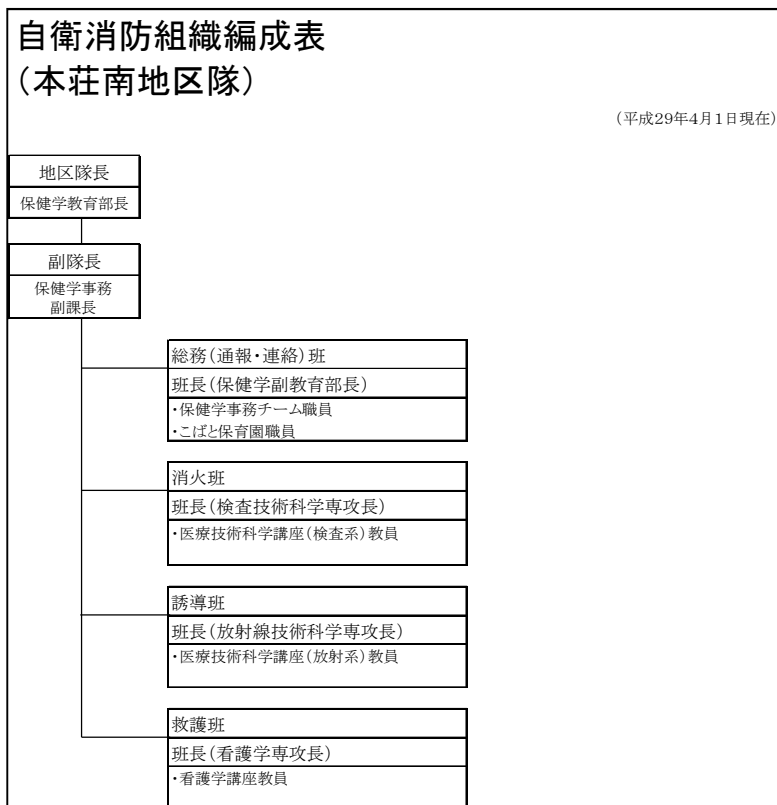 自衛消防組織編成表
（本荘南地区隊）
（平成29年4月1日現在）
地区隊長
保健学教育部長
副隊長
保健学事務
副課長
総務（通報・連絡）班
班長（保健学副教育部長）
・保健学事務チーム職員
・こばと保育園職員
消火班
班長（検査技術科学専攻長）
・医療技術科学講座（検査系）教員
誘導班
班長（放射線技術科学専攻長）
・医療技術科学講座（放射系）教員
救護班
班長（看護学専攻長）
・看護学講座教員